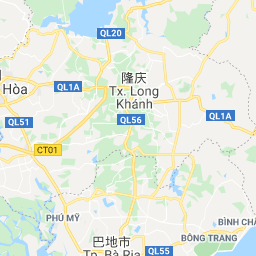 QL20
隆庆
Tx. Long
Khánh
Hòa
QL1A
QL1A
QL51
QL56
CT01
PHÚ MỸ
BÌNH CHÂ
BÔNG TRANG
巴地市
Tp. Bà Rịa
QL55